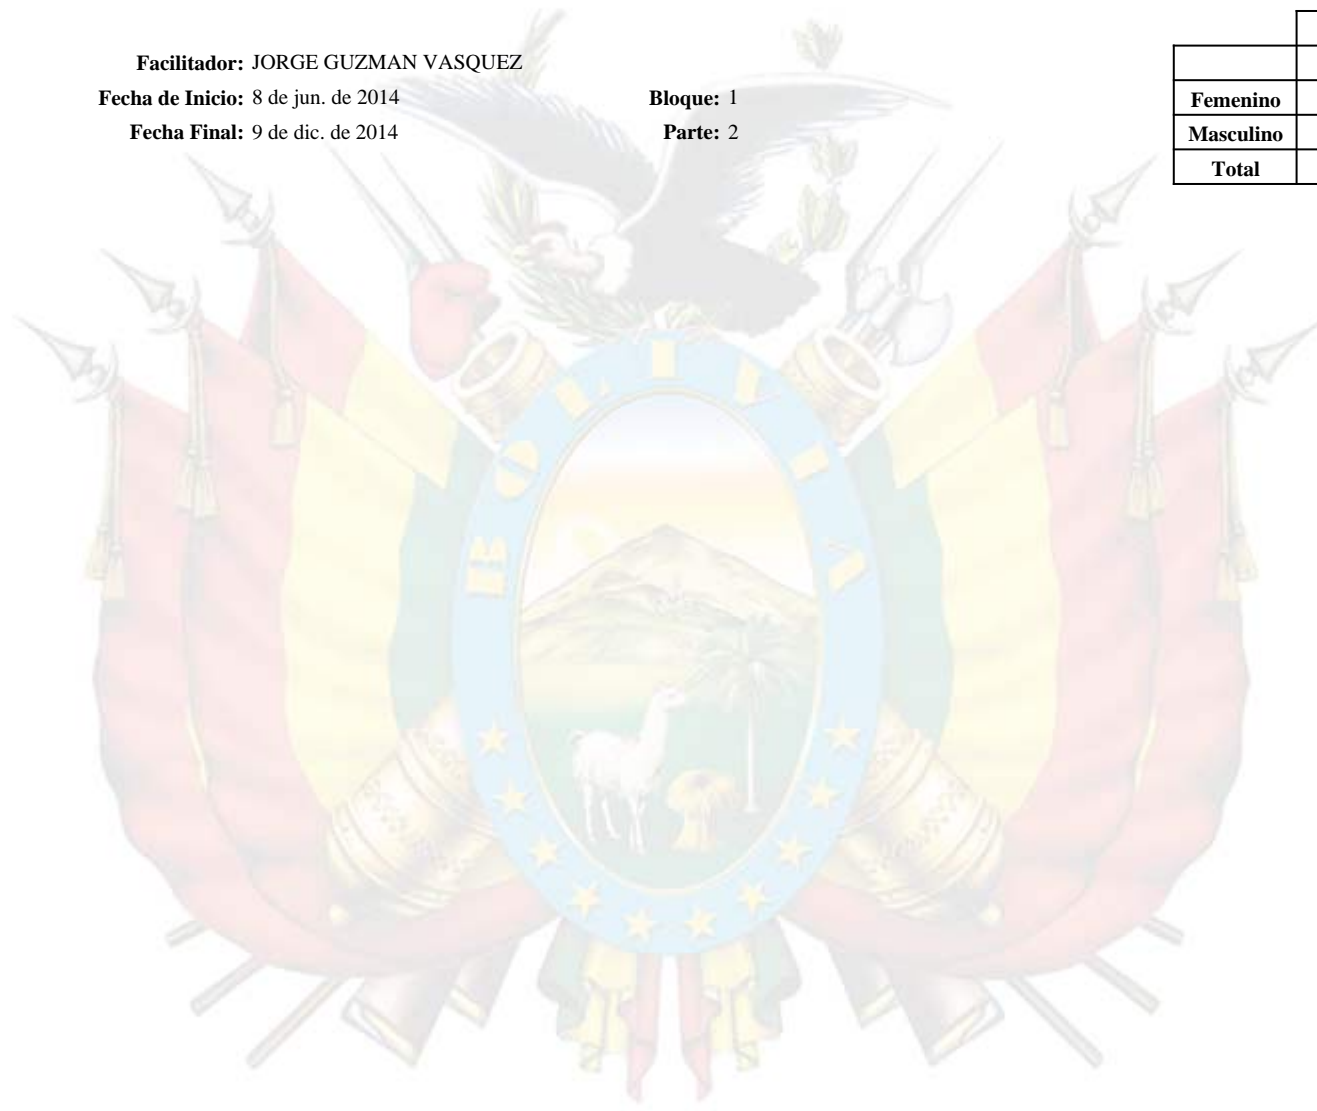 Facilitador: JORGE GUZMAN VASQUEZ
Fecha de Inicio: 8 de jun. de 2014 Bloque: 1
Fecha Final: 9 de dic. de 2014 Parte: 2
Femenino
Masculino
Total
BOLIVIA